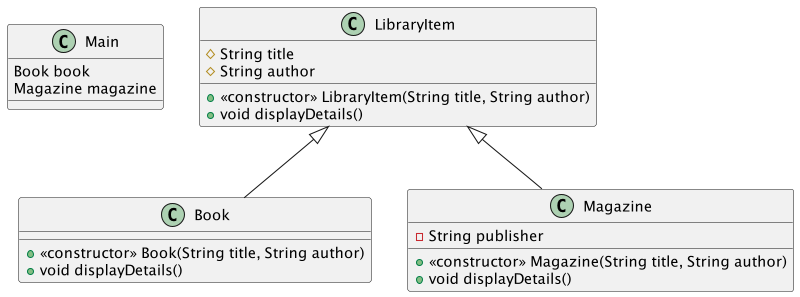 Main
Book book
Magazine magazine
LibraryItem
String title
String author
«constructor» LibraryItem(String title, String author)
void displayDetails()
Book
«constructor» Book(String title, String author)
void displayDetails()
Magazine
String publisher
«constructor» Magazine(String title, String author)
void displayDetails()